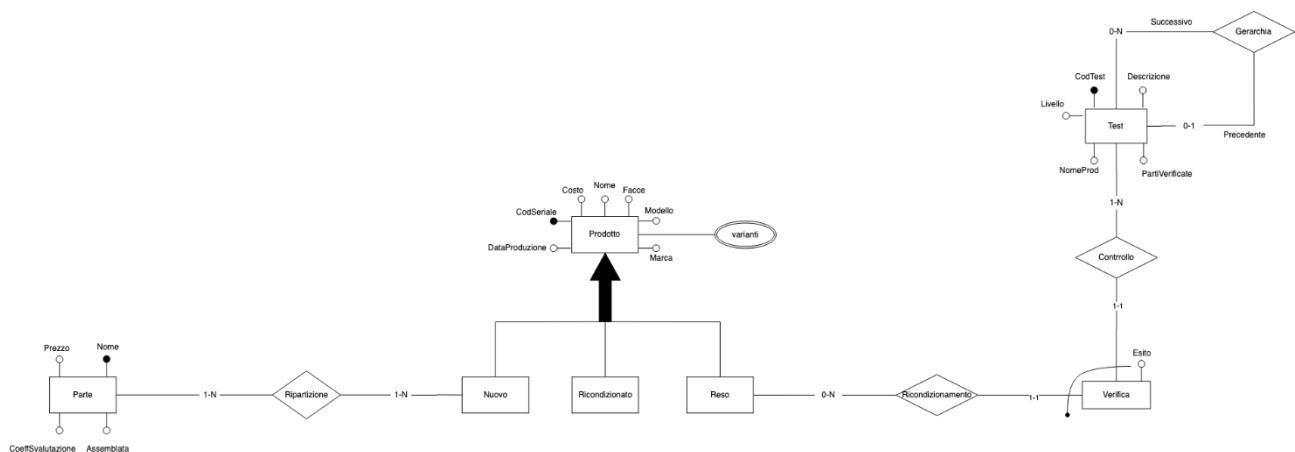 Successivo
0-N
Gerarchia
CodTest
Descrizione
Livello
Test
0-1
Precedente
NomeProd
PartiVerificate
1-N
Costo
Nome
Facce
CodSeriale
Modello
Prodotto
varianti
DataProduzione
Marca
Contrrollo
1-1
Prezzo
Nome
Esito
Parte
1-N
Ripartizione
1-N
Nuovo
Ricondizionato
Reso
0-N
Ricondizionamento
1-1
Verifica
CoeffSvalutazione
Assemblata